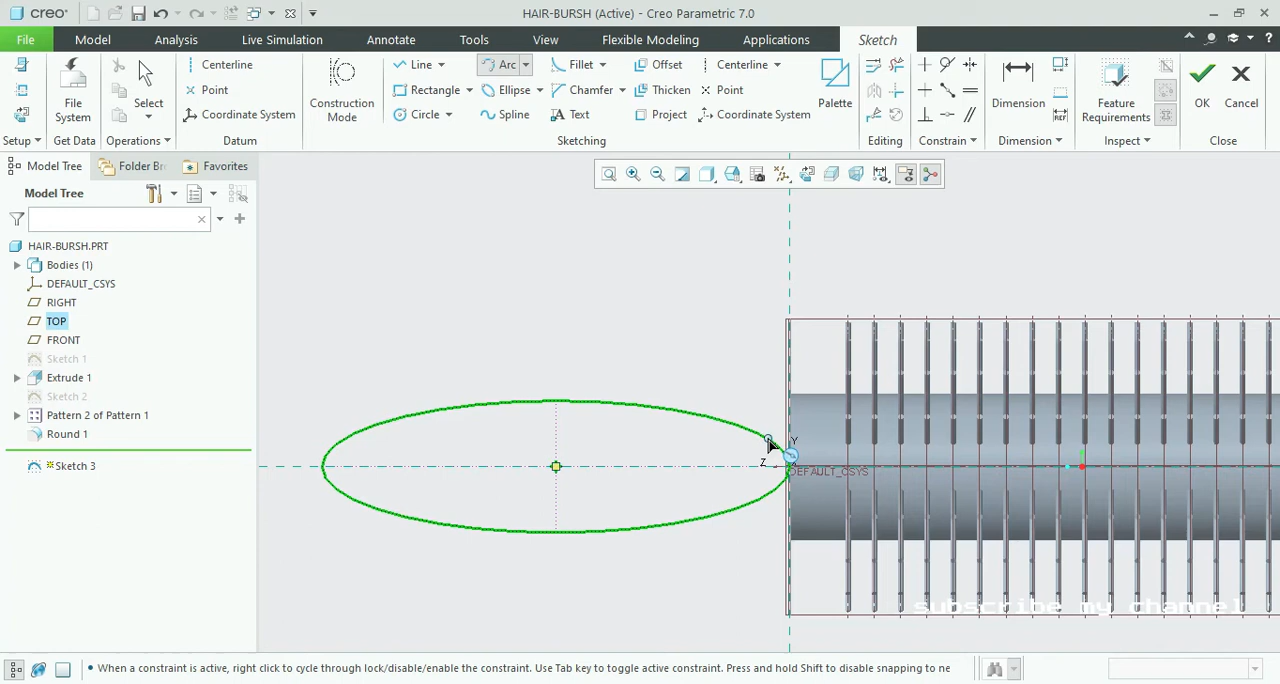 creo HAIR-BURSH (Active) - Creo Parametric 7.0
File Model Analysis Live Simulation Annotate Tools View Flexible Modeling Applications Sketch
Centerline Line Arc Fillet Offset Centerline
Point Rectangle Ellipse Chamfer Thicken Point
Coordinate System Circle Spline Text Project Coordinate System
File System Select Construction Mode Palette Dimension Feature Requirements OK Cancel
Setup Get Data Operations Datum Sketching Editing Constrain Dimension Inspect Close
Model Tree Folder Br Favorites
Model Tree
HAIR-BURSH.PRT
Bodies (1)
DEFAULT_CSYS
RIGHT
TOP
FRONT
Sketch 1
Extrude 1
Sketch 2
Pattern 2 of Pattern 1
Round 1
Sketch 3
Y
Z
DEFAULT_CSYS
subscribe my channel
When a constraint is active, right click to cycle through lock/disable/enable the constraint. Use Tab key to toggle active constraint. Press and hold Shift to disable snapping to ne